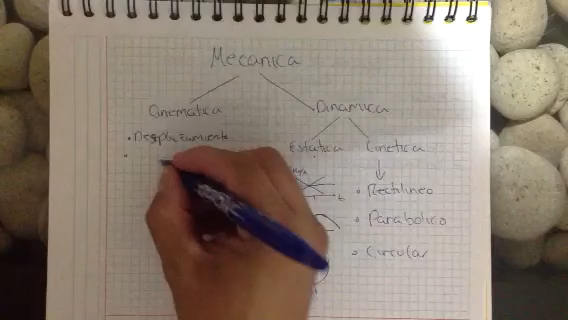 Mecanica
Cinematica Dinamica
• Desplazamiento
Estatica Cinetica
• Rectilineo
• Parabolico
• Circular